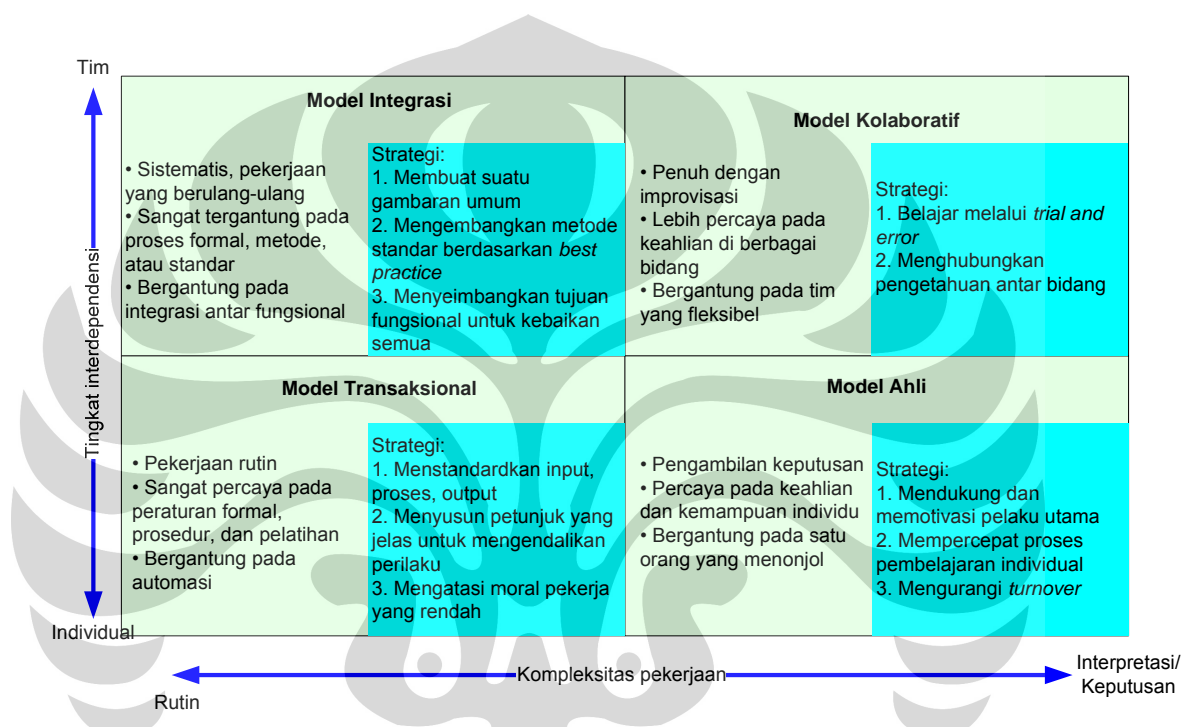 Tim
Model Integrasi
• Sistematis, pekerjaan
yang berulang-ulang
• Sangat tergantung pada
proses formal, metode,
atau standar
• Bergantung pada
integrasi antar fungsional
Strategi:
1. Membuat suatu
gambaran umum
2. Mengembangkan metode
standar berdasarkan best
practice
3. Menyeimbangkan tujuan
fungsional untuk kebaikan
semua
Model Kolaboratif
• Penuh dengan
improvisasi
• Lebih percaya pada
keahlian di berbagai
bidang
• Bergantung pada tim
yang fleksibel
Strategi:
1. Belajar melalui trial and
error
2. Menghubungkan
pengetahuan antar bidang
Tingkat interdependensi
Model Transaksional
• Pekerjaan rutin
• Sangat percaya pada
peraturan formal,
prosedur, dan pelatihan
• Bergantung pada
automasi
Strategi:
1. Menstandardkan input,
proses, output
2. Menyusun petunjuk yang
jelas untuk mengendalikan
perilaku
3. Mengatasi moral pekerja
yang rendah
Model Ahli
• Pengambilan keputusan
• Percaya pada keahlian
dan kemampuan individu
• Bergantung pada satu
orang yang menonjol
Strategi:
1. Mendukung dan
memotivasi pelaku utama
2. Mempercepat proses
pembelajaran individual
3. Mengurangi turnover
Individual
Rutin
Kompleksitas pekerjaan
Interpretasi/
Keputusan